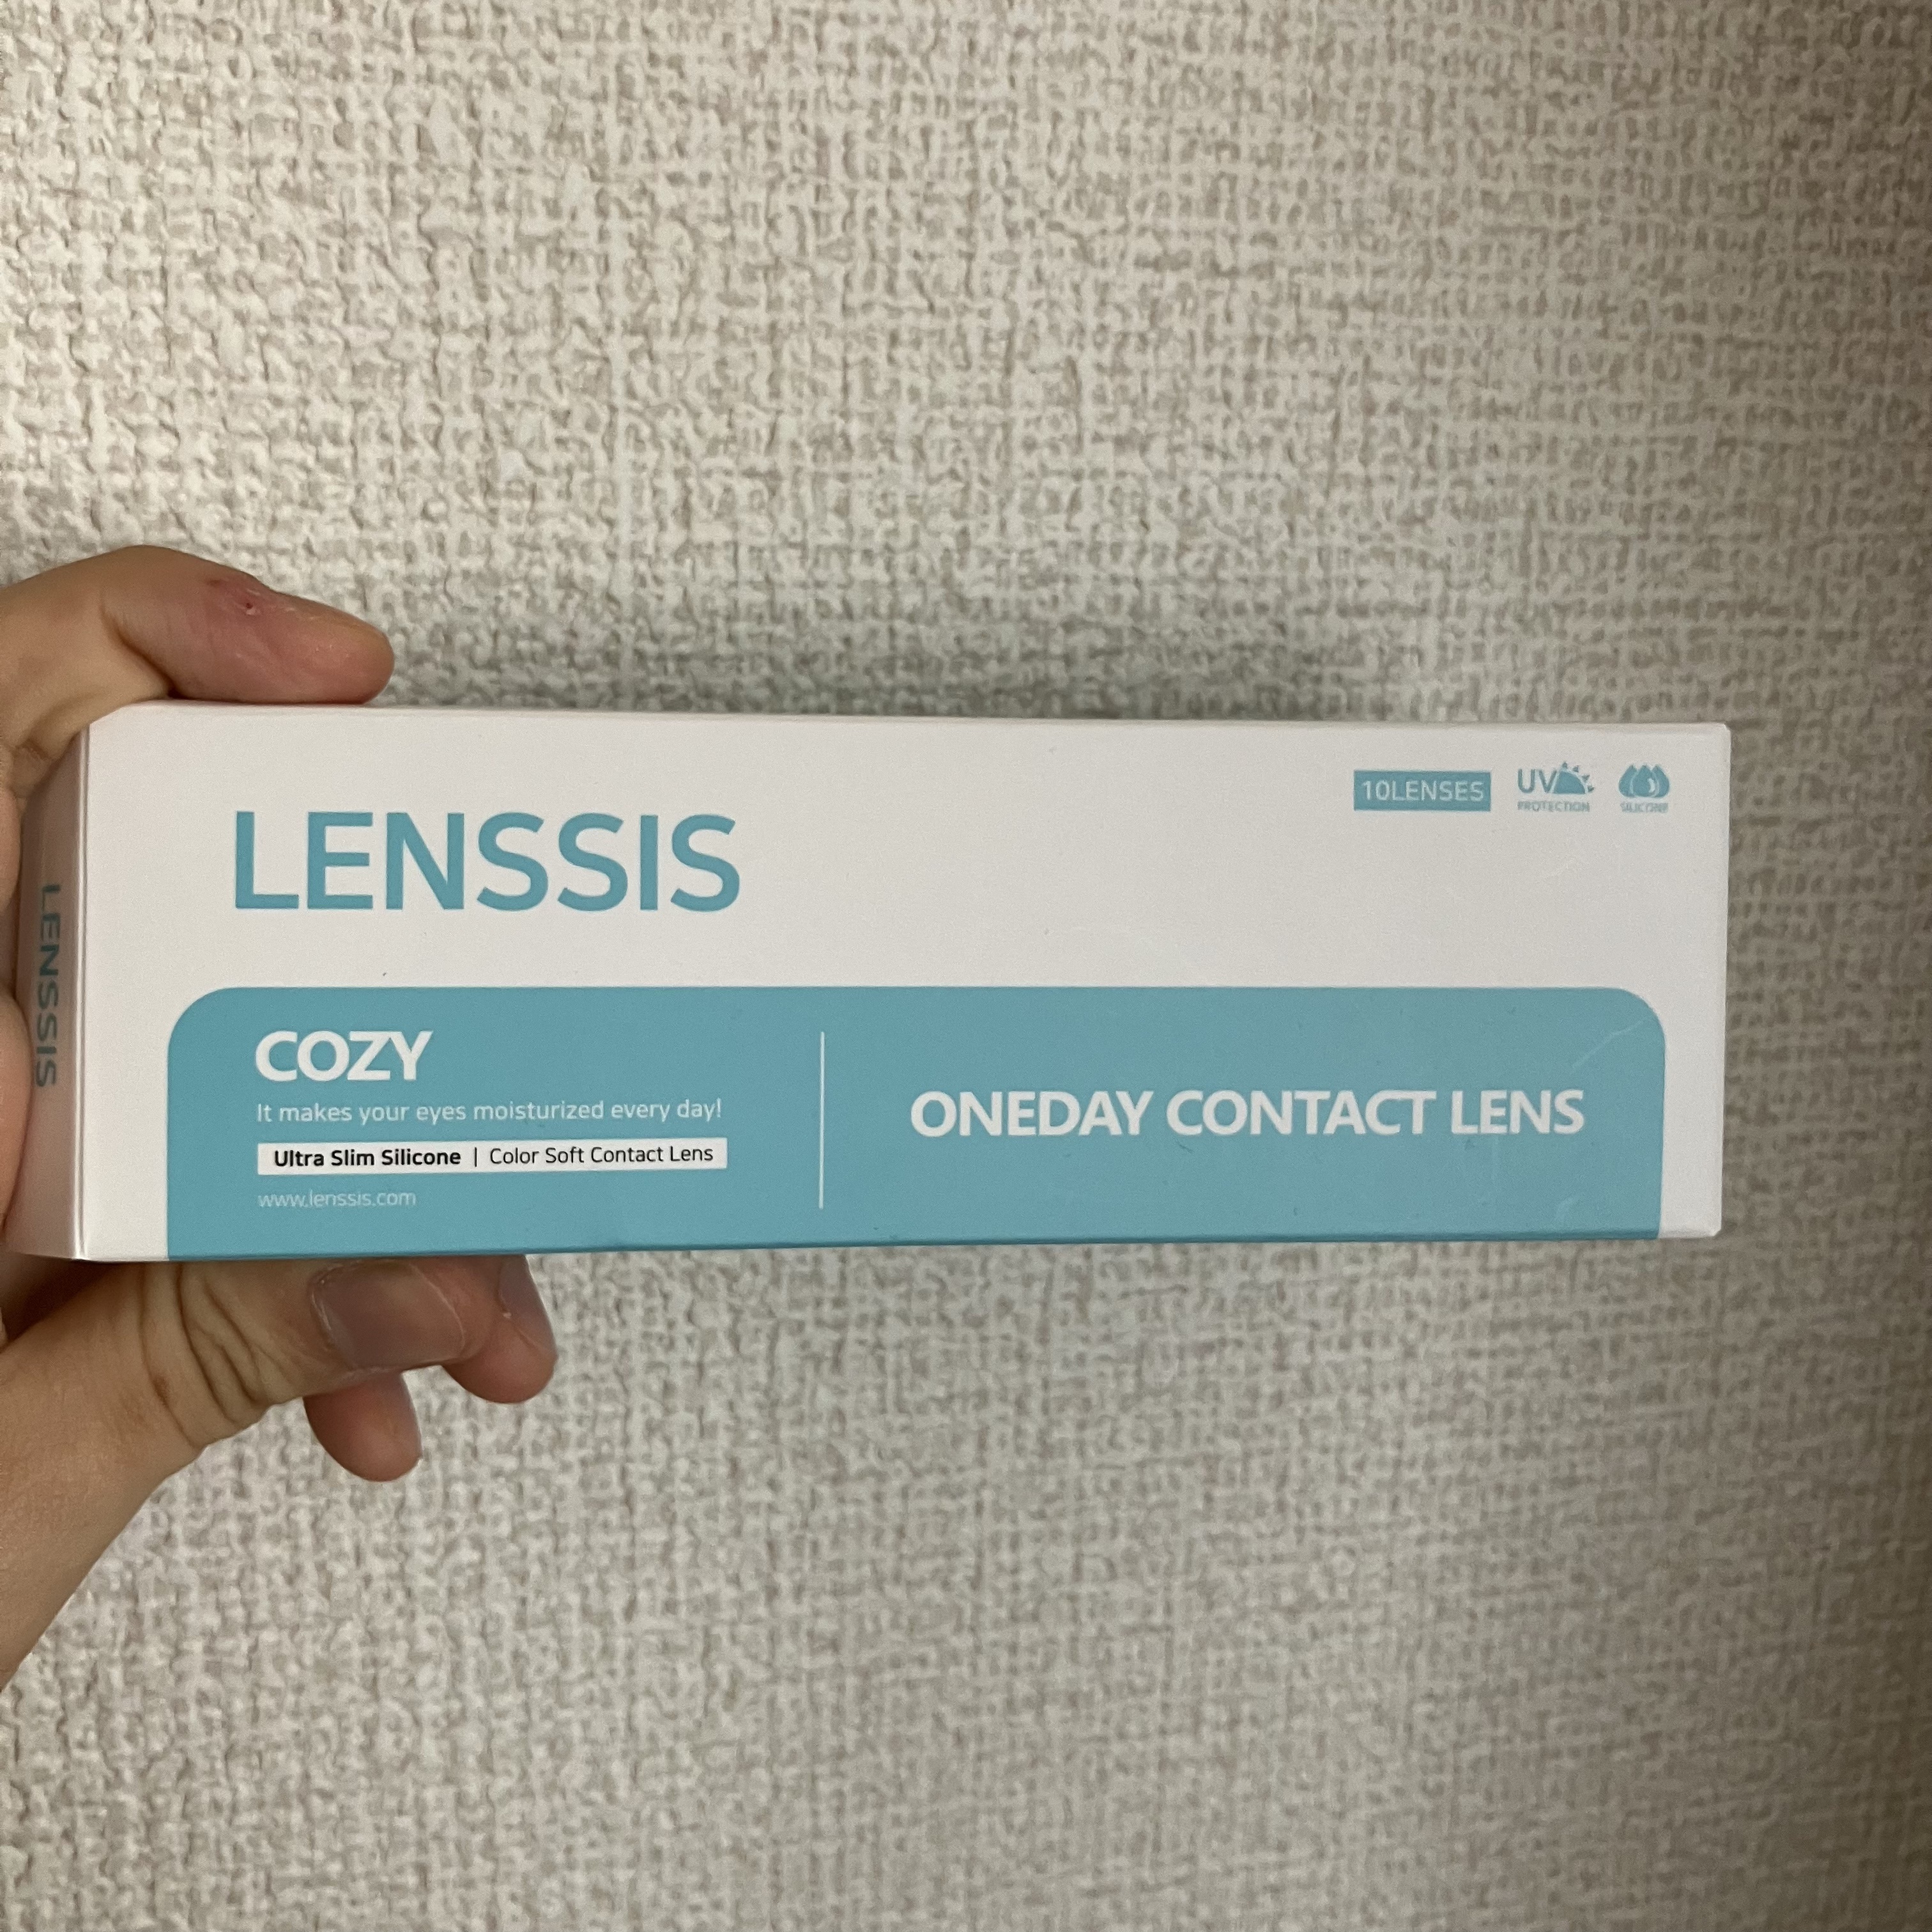 LENSSIS
10LENSES
UV
PROTECTION
SILICONE
LENSSIS
COZY
It makes your eyes moisturized every day!
Ultra Slim Silicone | Color Soft Contact Lens
www.lenssis.com
ONEDAY CONTACT LENS